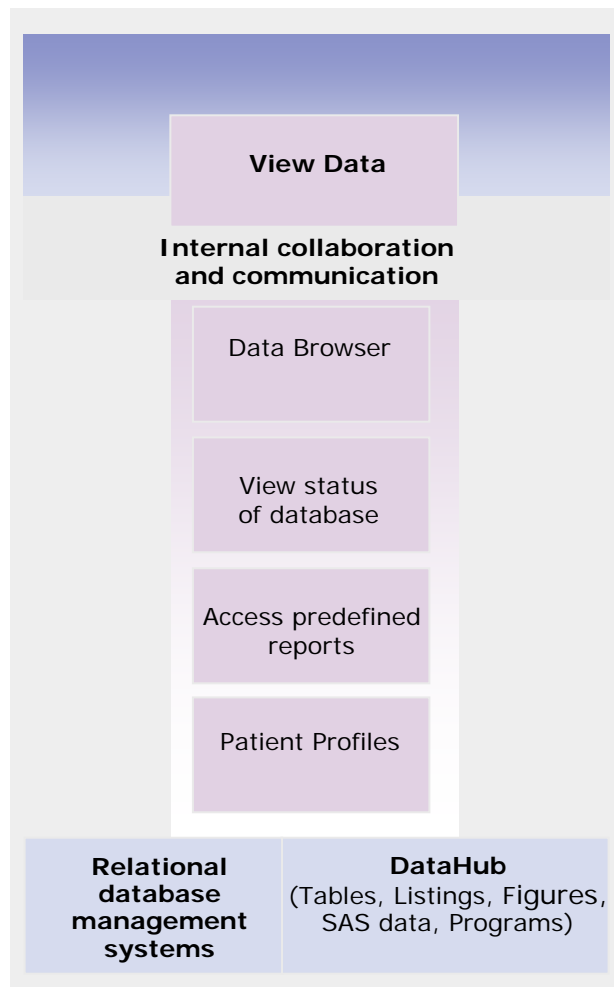 View Data
Internal collaboration
and communication
Data Browser
View status
of database
Access predefined
reports
Patient Profiles
Relational
database
management
systems
DataHub
(Tables, Listings, Figures,
SAS data, Programs)